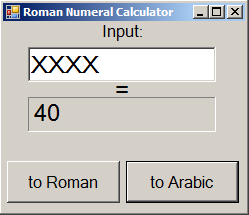 Roman Numeral Calculator
Input:
XXXX
=
40
to Roman to Arabic